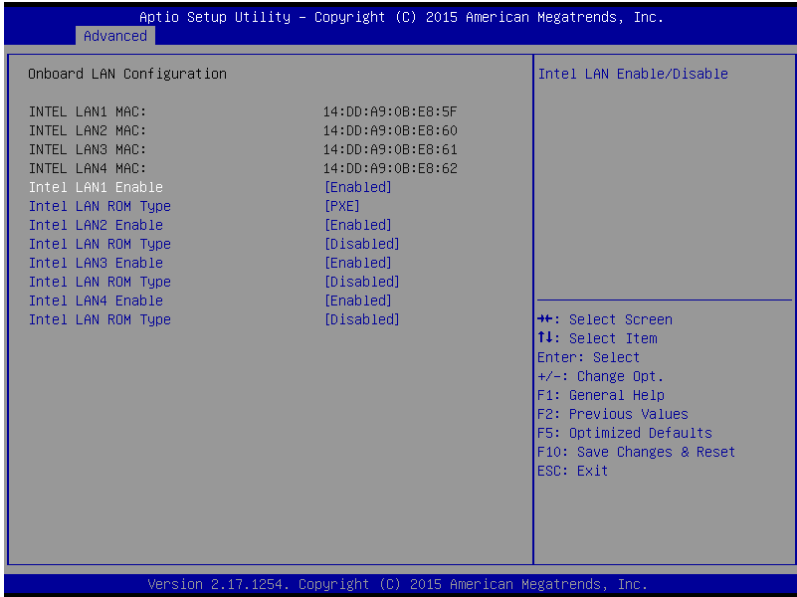 Aptio Setup Utility – Copyright (C) 2015 American Megatrends, Inc.
Advanced
Onboard LAN Configuration
INTEL LAN1 MAC: 14:DD:A9:0B:E8:5F
INTEL LAN2 MAC: 14:DD:A9:0B:E8:60
INTEL LAN3 MAC: 14:DD:A9:0B:E8:61
INTEL LAN4 MAC: 14:DD:A9:0B:E8:62
Intel LAN1 Enable [Enabled]
Intel LAN ROM Type [PXE]
Intel LAN2 Enable [Enabled]
Intel LAN ROM Type [Disabled]
Intel LAN3 Enable [Enabled]
Intel LAN ROM Type [Disabled]
Intel LAN4 Enable [Enabled]
Intel LAN ROM Type [Disabled]
Intel LAN Enable/Disable
→←: Select Screen
↑↓: Select Item
Enter: Select
+/-: Change Opt.
F1: General Help
F2: Previous Values
F5: Optimized Defaults
F10: Save Changes & Reset
ESC: Exit
Version 2.17.1254. Copyright (C) 2015 American Megatrends, Inc.